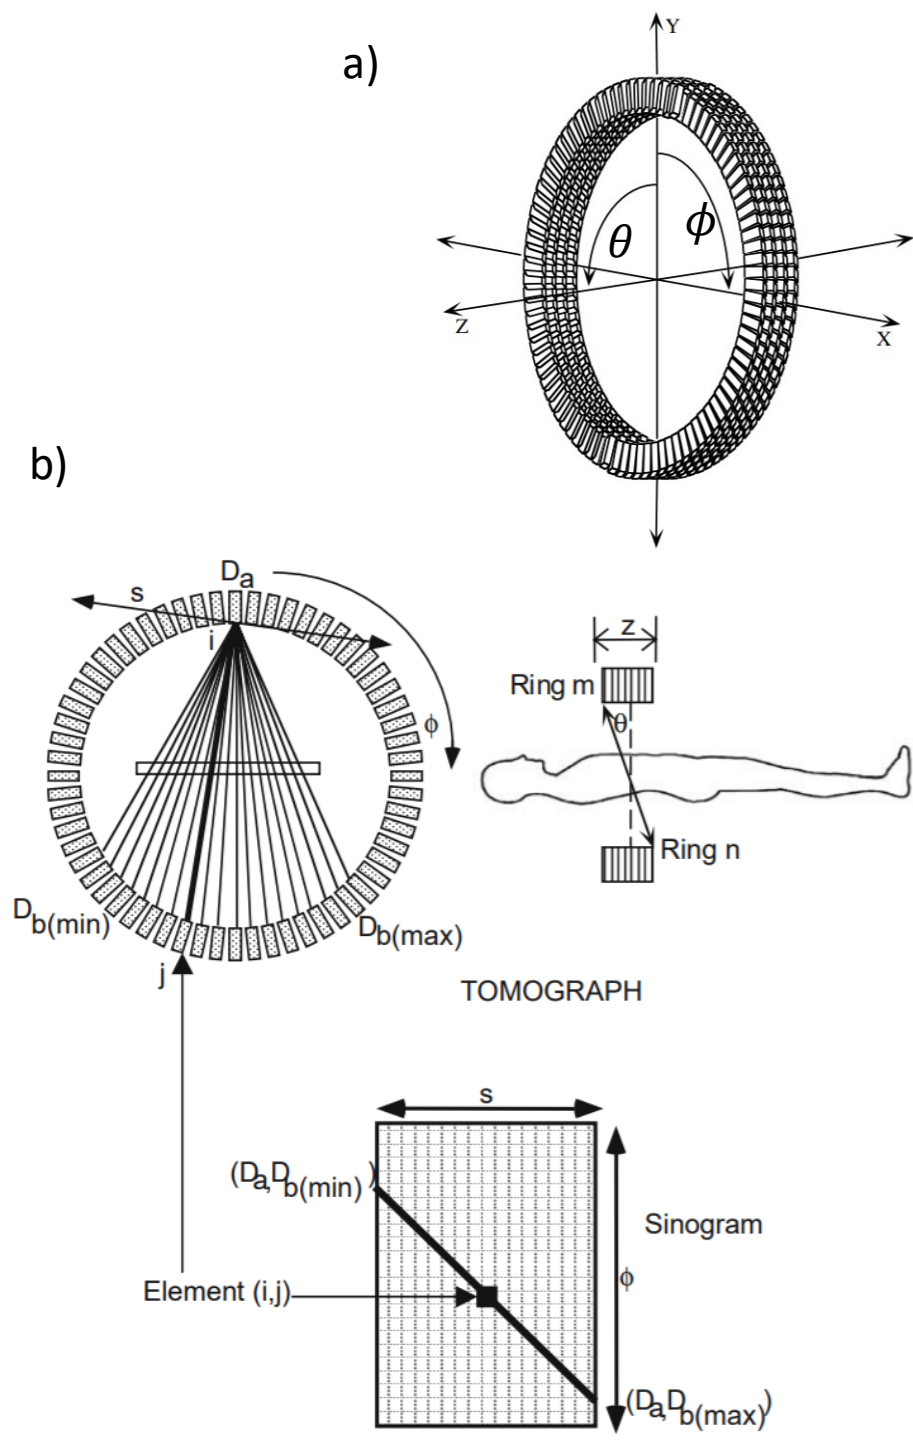 a)
Y
θ
ϕ
Z
X
b)
Da
s
i
ϕ
Db(min)
Db(max)
j
z
Ring m
θ
Ring n
TOMOGRAPH
s
(Da,Db(min) )
Sinogram
ϕ
Element (i,j)
(Da,Db(max))